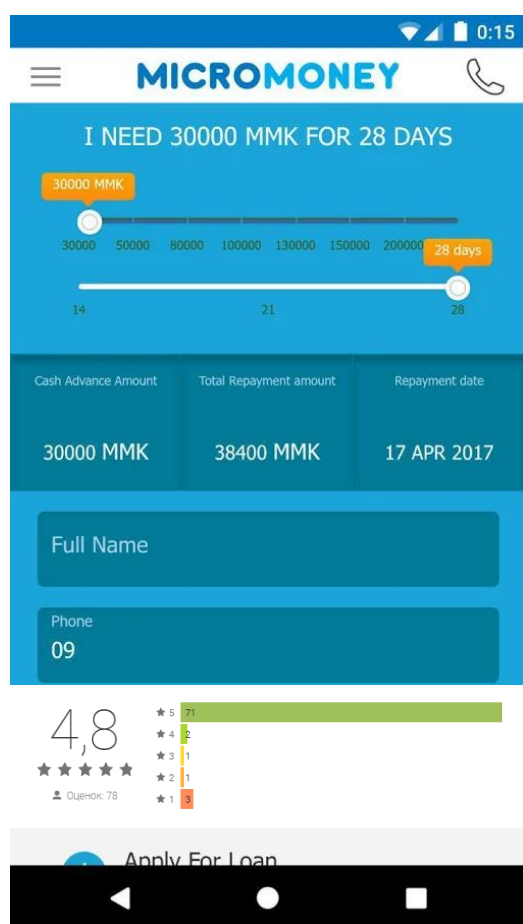 0:15
MICROMONEY
I NEED 30000 MMK FOR 28 DAYS
30000 MMK
30000 50000 80000 100000 130000 150000 200000
28 days
14 21 28
Cash Advance Amount Total Repayment amount Repayment date
30000 MMK 38400 MMK 17 APR 2017
Full Name
Phone
09
4,8
5 71
4 2
3 1
2 1
1 3
Оценок: 78
Apply For Loan